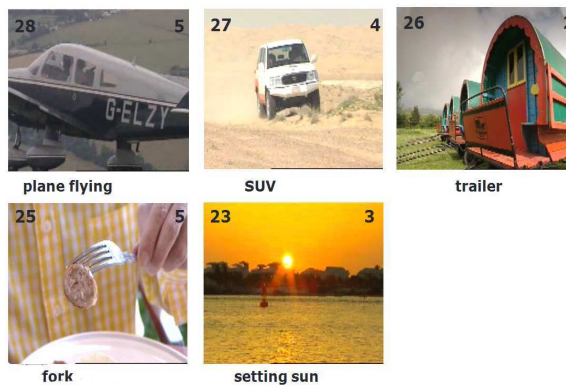 28 5
27 4
26
G-ELZY
plane flying
SUV
trailer
25 5
23 3
fork
setting sun